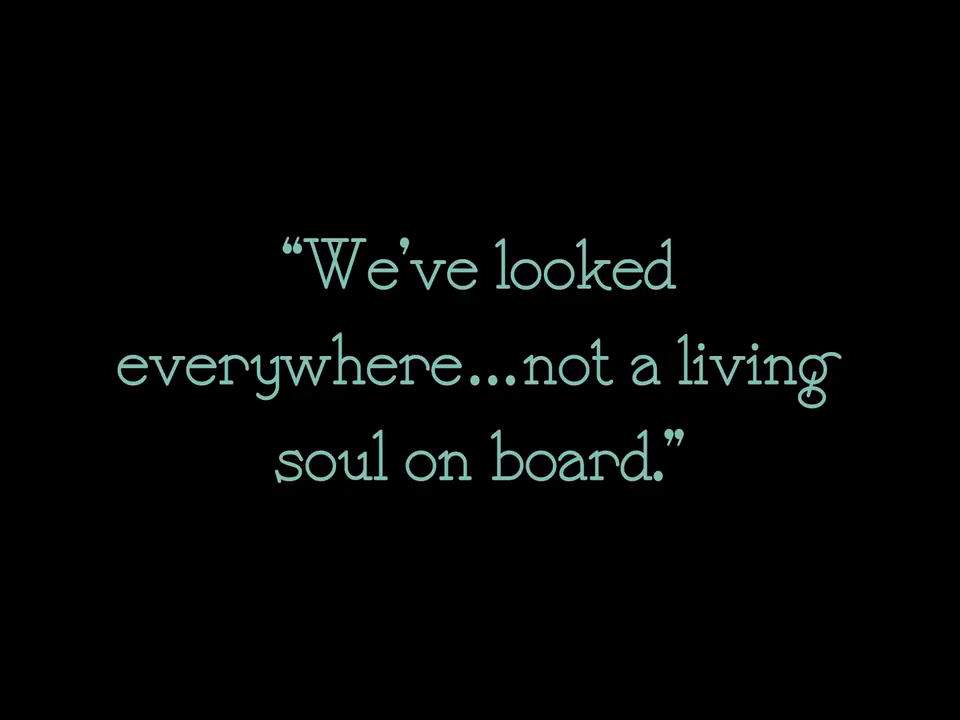 “We’ve looked
everywhere...not a living
soul on board.”